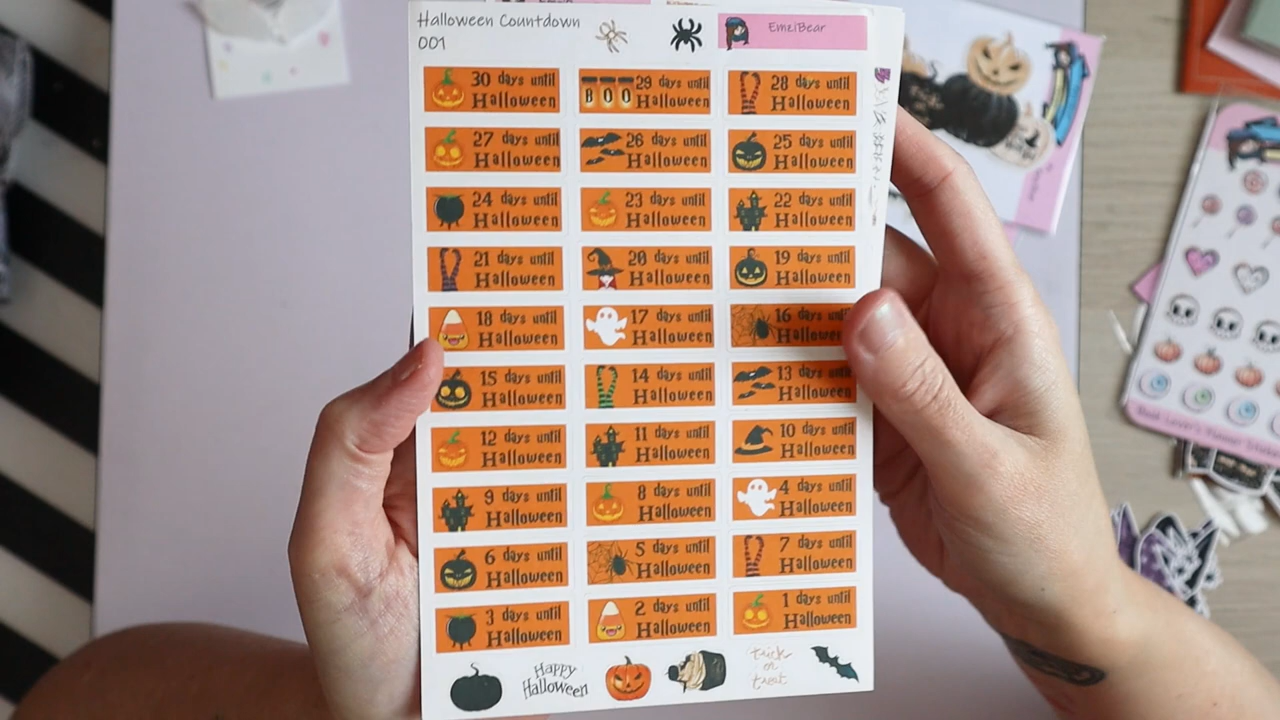 Halloween Countdown
001
EmziBear
30 days until
Halloween
BOO
29 days until
Halloween
28 days until
Halloween
27 days until
Halloween
26 days until
Halloween
25 days until
Halloween
24 days until
Halloween
23 days until
Halloween
22 days until
Halloween
21 days until
Halloween
20 days until
Halloween
19 days until
Halloween
18 days until
Halloween
17 days until
Halloween
16 days until
Halloween
15 days until
Halloween
14 days until
Halloween
13 days until
Halloween
12 days until
Halloween
11 days until
Halloween
10 days until
Halloween
9 days until
Halloween
8 days until
Halloween
4 days until
Halloween
6 days until
Halloween
5 days until
Halloween
7 days until
Halloween
3 days until
Halloween
2 days until
Halloween
1 days until
Halloween
Happy
Halloween
trick
or
treat
Book Lover's Planner